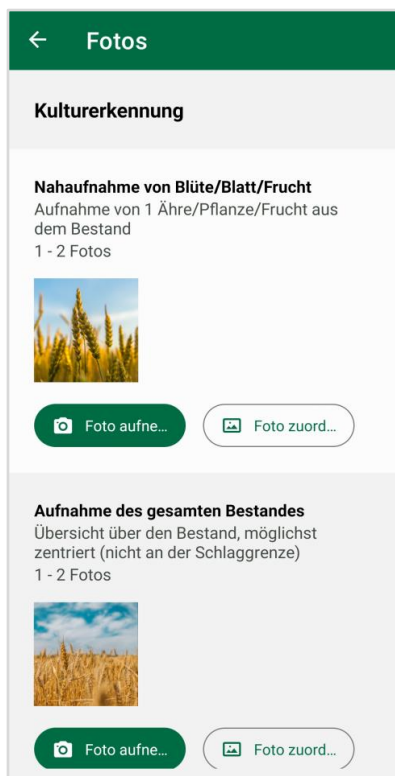 Fotos
Kulturerkennung
Nahaufnahme von Blüte/Blatt/Frucht
Aufnahme von 1 Ähre/Pflanze/Frucht aus
dem Bestand
1 - 2 Fotos
Foto aufne...
Foto zuord...
Aufnahme des gesamten Bestandes
Übersicht über den Bestand, möglichst
zentriert (nicht an der Schlaggrenze)
1 - 2 Fotos
Foto aufne...
Foto zuord...